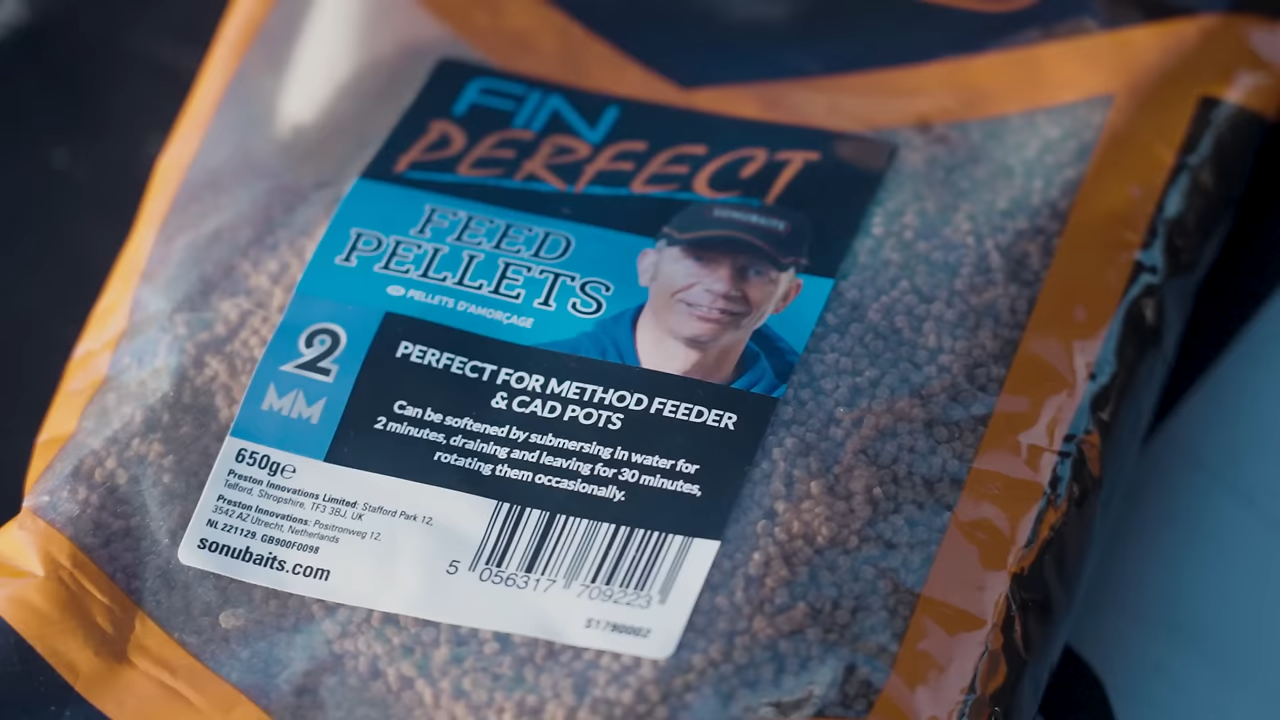 FIN
PERFECT
FEED
PELLETS
FR PELLETS D'AMORÇAGE
2
MM
PERFECT FOR METHOD FEEDER
& CAD POTS
Can be softened by submersing in water for
2 minutes, draining and leaving for 30 minutes,
rotating them occasionally.
650g℮
Preston Innovations Limited: Stafford Park 12,
Telford, Shropshire, TF3 3BJ, UK
Preston Innovations: Positronweg 12,
3542 AZ Utrecht, Netherlands
NL 221129. GB900F0098
sonubaits.com
5 056317 709223
S1790002